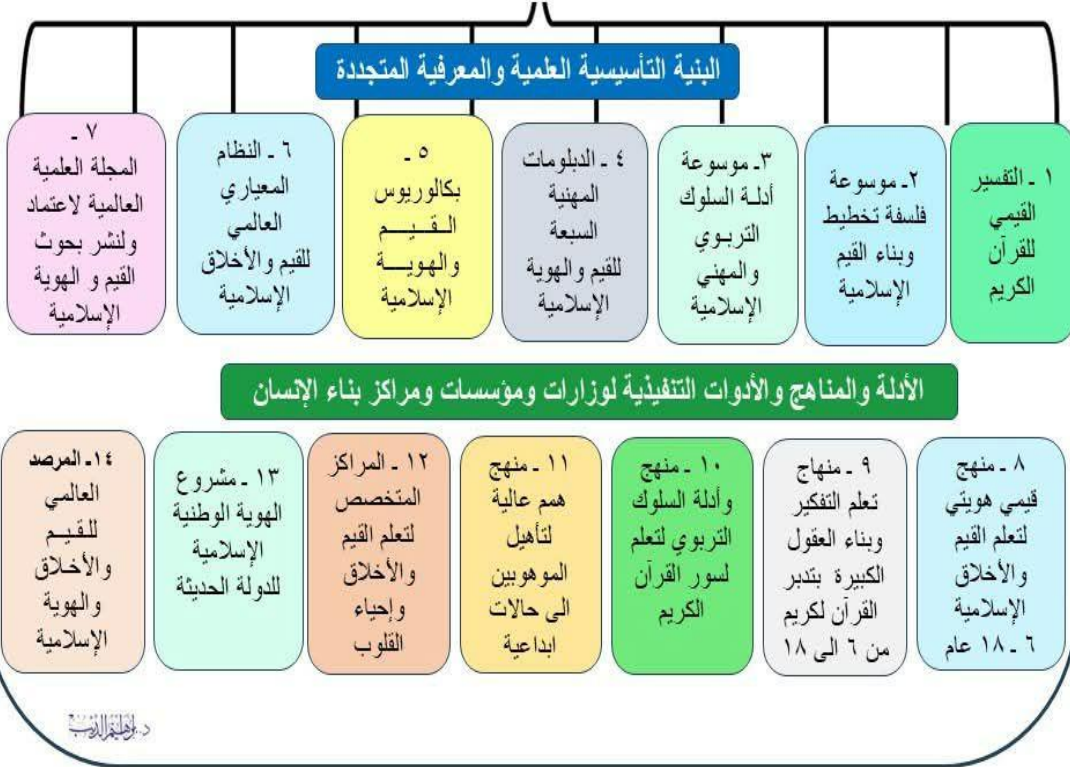 البنية التأسيسية العلمية والمعرفية المتجددة
١ ـ التفسير
القيمي
للقرآن
الكريم
٢ـ موسوعة
فلسفة تخطيط
وبناء القيم
الإسلامية
٣ـ موسوعة
أدلة السلوك
التربوي
والمهني
الإسلامية
٤ ـ الدبلومات
المهنية
السبعة
للقيم والهوية
الإسلامية
٥ ـ
بكالوريوس
القيم
والهوية
الإسلامية
٦ ـ النظام
المعياري
العالمي
للقيم والأخلاق
الإسلامية
٧ ـ
المجلة العلمية
العالمية لاعتماد
ولنشر بحوث
القيم و الهوية
الإسلامية
الأدلة والمناهج والأدوات التنفيذية لوزارات ومؤسسات ومراكز بناء الإنسان
٨ ـ منهج
قيمي هويتي
لتعلم القيم
والأخلاق
الإسلامية
٦ ـ ١٨ عام
٩ ـ منهاج
تعلم التفكير
وبناء العقول
الكبيرة بتدبر
القرآن لكريم
من ٦ الى ١٨
١٠ ـ منهج
وأدلة السلوك
التربوي لتعلم
لسور القرآن
الكريم
١١ ـ منهج
همم عالية
لتأهيل
الموهوبين
الى حالات
ابداعية
١٢ ـ المراكز
المتخصص
لتعلم القيم
والأخلاق
وإحياء
القلوب
١٣ ـ مشروع
الهوية الوطنية
الإسلامية
للدولة الحديثة
١٤ـ المرصد
العالمي
للقيم
والأخلاق
والهوية
الإسلامية
د. إبراهيم الديب